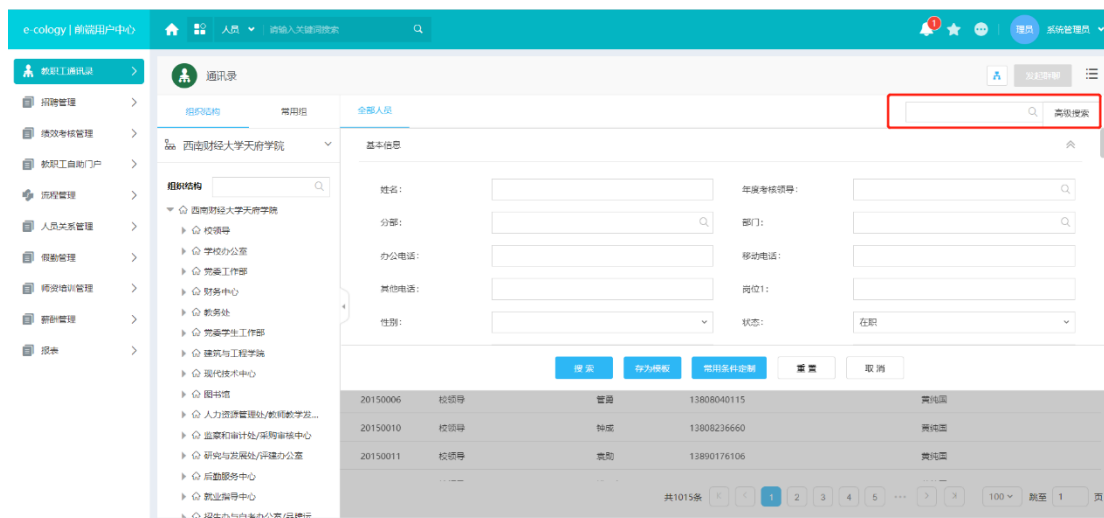 e-cology | 前端用户中心
人员
请输入关键词搜索
1
理员
系统管理员
教职工通讯录
招聘管理
绩效考核管理
教职工自助门户
流程管理
人员关系管理
假勤管理
师资培训管理
薪酬管理
报表
通讯录
发起群聊
组织结构 常用组
西南财经大学天府学院
组织结构
西南财经大学天府学院
校领导
学校办公室
党委工作部
财务中心
教务处
党委学生工作部
建筑与工程学院
现代技术中心
图书馆
人力资源管理处/教师教学发...
监察和审计处/采购审核中心
研究与发展处/评建办公室
后勤服务中心
就业指导中心
全部人员
高级搜索
基本信息
姓名： 年度考核领导：
分部： 部门：
办公电话： 移动电话：
其他电话： 岗位1：
性别： 状态： 在职
搜索 存为模板 常用条件定制 重置 取消
20150006 校领导 管勇 13808040115 黄纯国
20150010 校领导 钟成 13808236660 黄纯国
20150011 校领导 袁勋 13890176106 黄纯国
共1015条 1 2 3 4 5 ··· 100 跳至 1 页